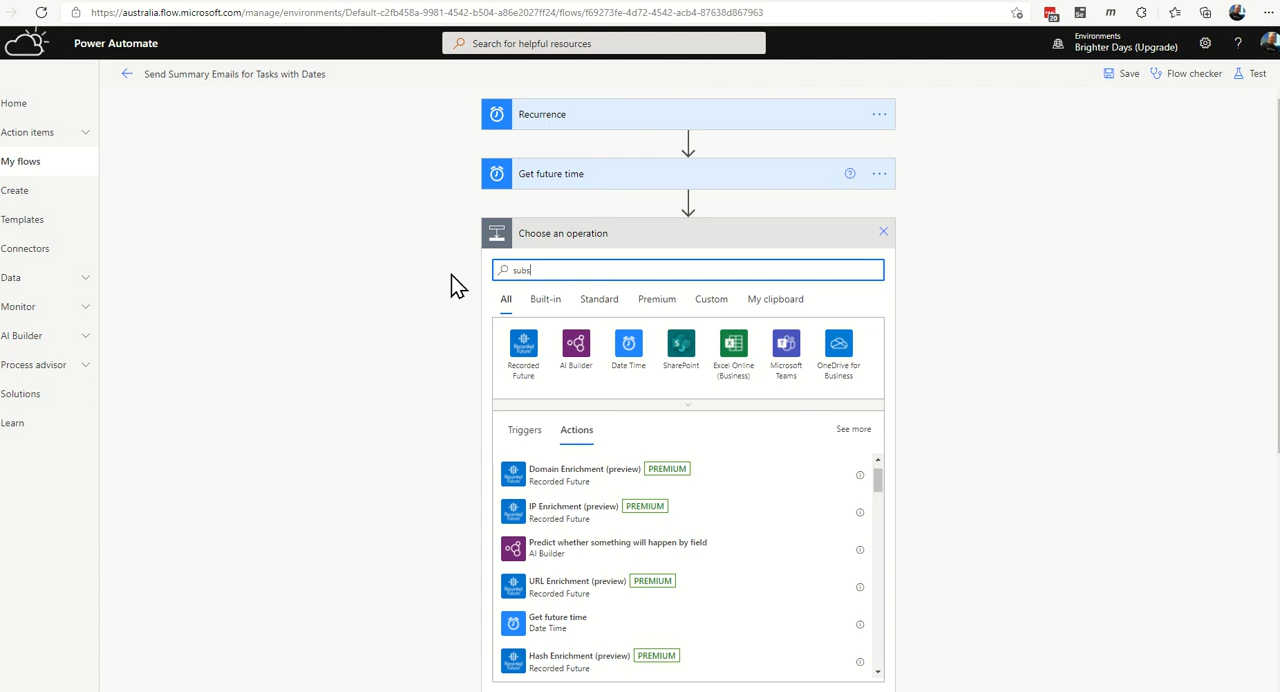 https://australia.flow.microsoft.com/manage/environments/Default-c2fb458a-9981-4542-b504-a86e2027ff24/flows/f69273fe-4d72-4542-acb4-87638d867963
20
m
Power Automate
Search for helpful resources
Environments
Brighter Days (Upgrade)
?
Send Summary Emails for Tasks with Dates
Save
Flow checker
Test
Home
Action items
My flows
Create
Templates
Connectors
Data
Monitor
AI Builder
Process advisor
Solutions
Learn
Recurrence
Get future time
Choose an operation
subs
All
Built-in
Standard
Premium
Custom
My clipboard
Recorded Future
AI Builder
Date Time
SharePoint
Excel Online (Business)
Microsoft Teams
OneDrive for Business
Triggers
Actions
See more
Domain Enrichment (preview) PREMIUM
Recorded Future
IP Enrichment (preview) PREMIUM
Recorded Future
Predict whether something will happen by field
AI Builder
URL Enrichment (preview) PREMIUM
Recorded Future
Get future time
Date Time
Hash Enrichment (preview) PREMIUM
Recorded Future